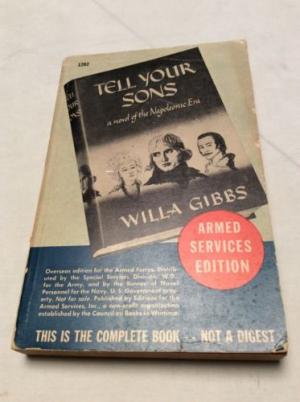 1282
TELL YOUR
SONS
a novel of the Napoleonic Era
WILLA GIBBS
ARMED
SERVICES
EDITION
Overseas edition for the Armed Forces. Distrib-
uted by the Special Services Division, W.D.
for the Army, and by the Bureau of Naval
Personnel for the Navy. U. S. Government prop-
erty. Not for sale. Published by Editions for the
Armed Services, Inc., a non-profit organization
established by the Council on Books in Wartime.
THIS IS THE COMPLETE BOOK - - NOT A DIGEST